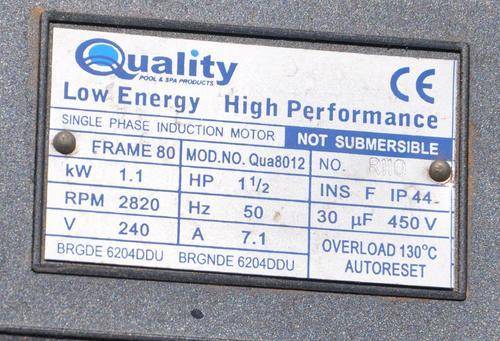 Quality
POOL & SPA PRODUCTS
CE
Low Energy High Performance
SINGLE PHASE INDUCTION MOTOR NOT SUBMERSIBLE
FRAME 80 MOD.NO. Qua8012 NO. R110
kW 1.1 HP 1 1/2 INS F IP 44
RPM 2820 Hz 50 30 µF 450 V
V 240 A 7.1 OVERLOAD 130°C
BRGDE 6204DDU BRGNDE 6204DDU AUTORESET